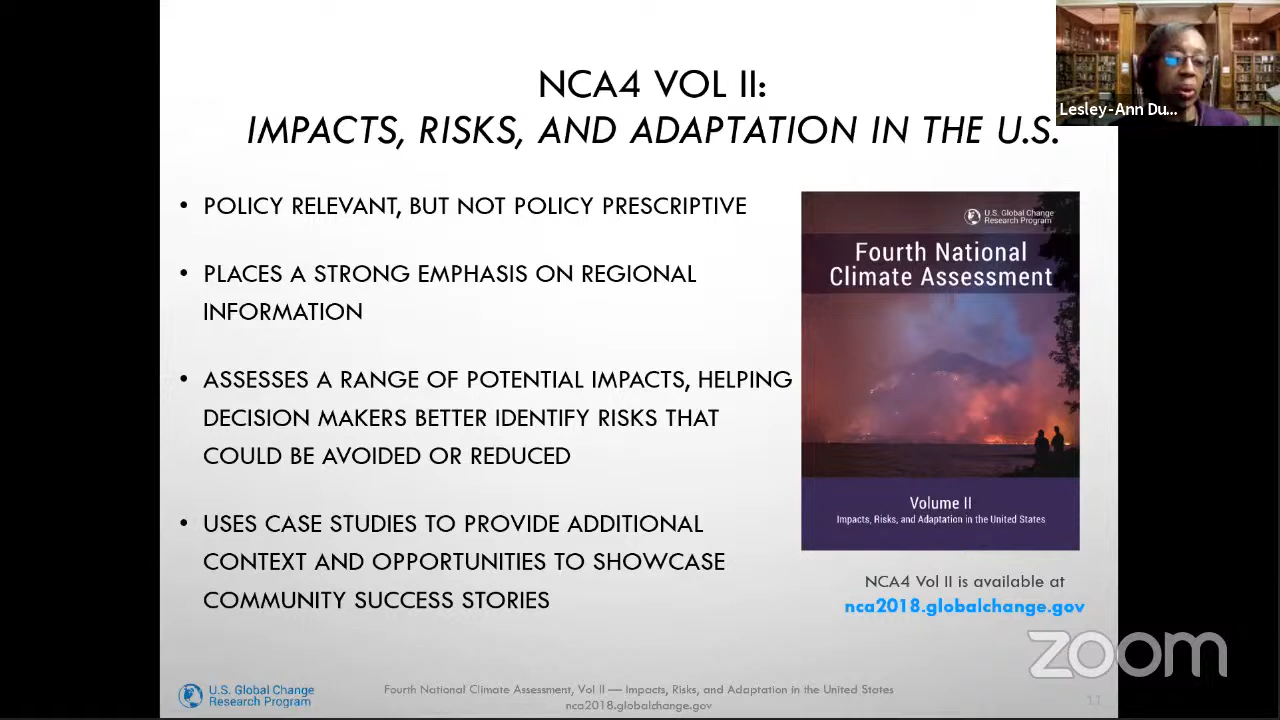 NCA4 VOL II:
IMPACTS, RISKS, AND ADAPTATION IN THE U.S.
Lesley-Ann Du...
• POLICY RELEVANT, BUT NOT POLICY PRESCRIPTIVE
• PLACES A STRONG EMPHASIS ON REGIONAL
INFORMATION
• ASSESSES A RANGE OF POTENTIAL IMPACTS, HELPING
DECISION MAKERS BETTER IDENTIFY RISKS THAT
COULD BE AVOIDED OR REDUCED
• USES CASE STUDIES TO PROVIDE ADDITIONAL
CONTEXT AND OPPORTUNITIES TO SHOWCASE
COMMUNITY SUCCESS STORIES
U.S. Global Change
Research Program
Fourth National
Climate Assessment
Volume II
Impacts, Risks, and Adaptation in the United States
NCA4 Vol II is available at
nca2018.globalchange.gov
zoom
U.S. Global Change
Research Program
Fourth National Climate Assessment, Vol II — Impacts, Risks, and Adaptation in the United States
nca2018.globalchange.gov
11